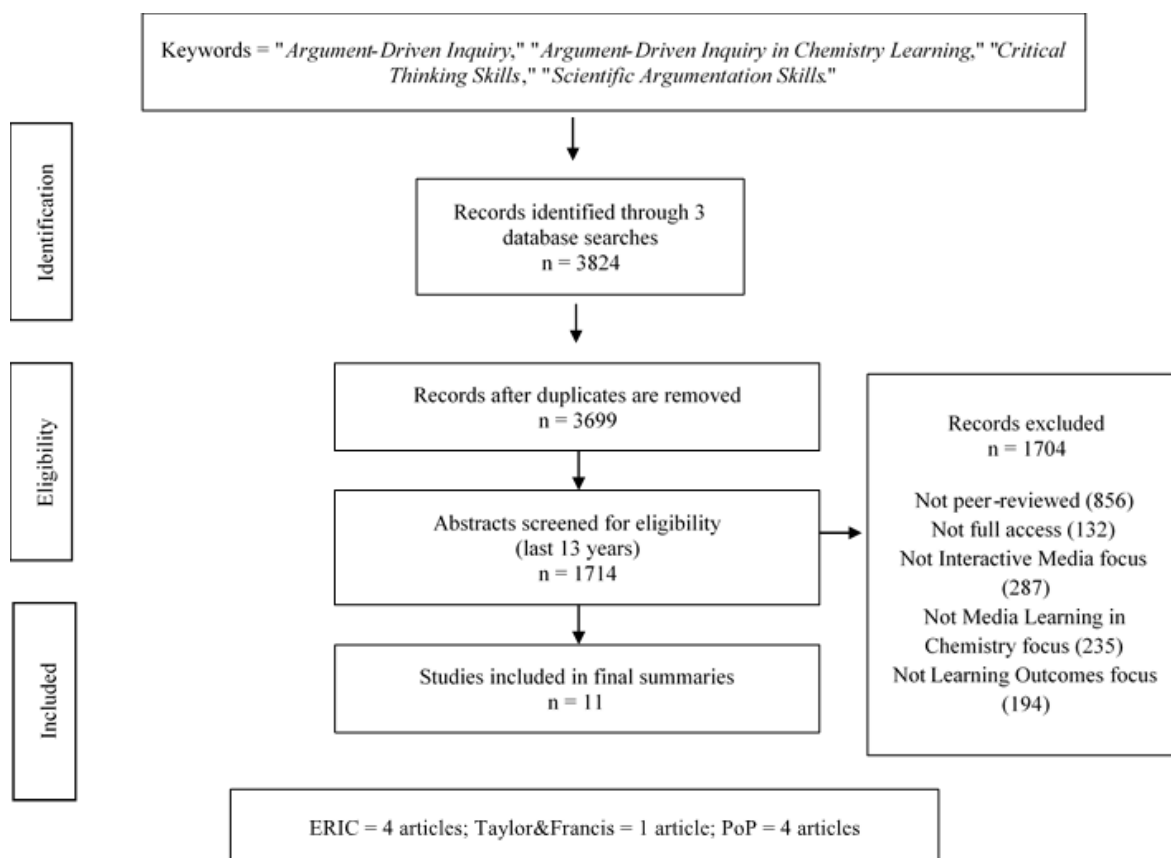 Keywords = "Argument-Driven Inquiry," "Argument-Driven Inquiry in Chemistry Learning," "Critical
Thinking Skills," "Scientific Argumentation Skills."
Identification
Records identified through 3
database searches
n = 3824
Eligibility
Records after duplicates are removed
n = 3699
Abstracts screened for eligibility
(last 13 years)
n = 1714
Records excluded
n = 1704
Not peer-reviewed (856)
Not full access (132)
Not Interactive Media focus
(287)
Not Media Learning in
Chemistry focus (235)
Not Learning Outcomes focus
(194)
Included
Studies included in final summaries
n = 11
ERIC = 4 articles; Taylor&Francis = 1 article; PoP = 4 articles